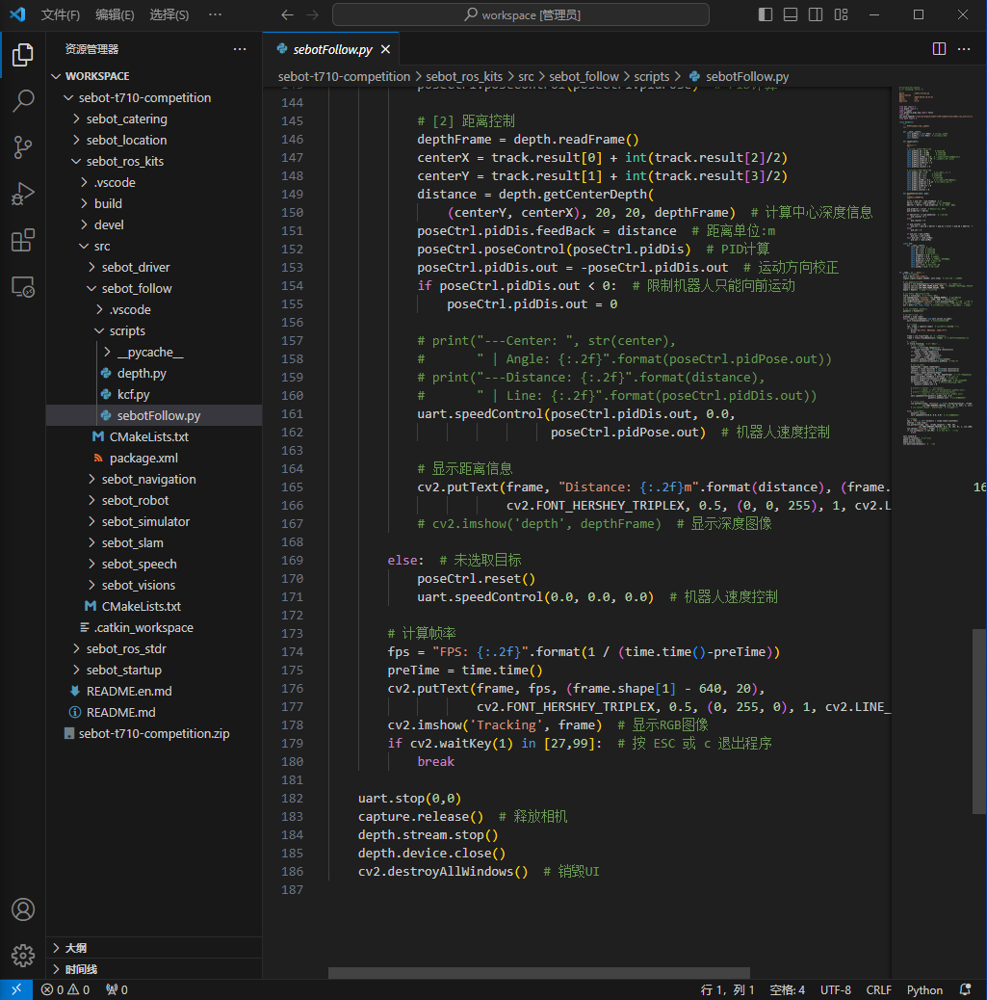 文件(F) 编辑(E) 选择(S) ··· workspace [管理员]
资源管理器 ···
WORKSPACE
sebot-t710-competition
sebot_catering
sebot_location
sebot_ros_kits
.vscode
build
devel
src
sebot_driver
sebot_follow
.vscode
scripts
__pycache__
depth.py
kcf.py
sebotFollow.py
CMakeLists.txt
package.xml
sebot_navigation
sebot_robot
sebot_simulator
sebot_slam
sebot_speech
sebot_visions
CMakeLists.txt
.catkin_workspace
sebot_ros_stdr
sebot_startup
README.en.md
README.md
sebot-t710-competition.zip
大纲
时间线
sebotFollow.py
sebot-t710-competition > sebot_ros_kits > src > sebot_follow > scripts > sebotFollow.py
144
145 # [2] 距离控制
146 depthFrame = depth.readFrame()
147 centerX = track.result[0] + int(track.result[2]/2)
148 centerY = track.result[1] + int(track.result[3]/2)
149 distance = depth.getCenterDepth(
150 (centerY, centerX), 20, 20, depthFrame) # 计算中心深度信息
151 poseCtrl.pidDis.feedBack = distance # 距离单位:m
152 poseCtrl.poseControl(poseCtrl.pidDis) # PID计算
153 poseCtrl.pidDis.out = -poseCtrl.pidDis.out # 运动方向校正
154 if poseCtrl.pidDis.out < 0: # 限制机器人只能向前运动
155 poseCtrl.pidDis.out = 0
156
157 # print("---Center: ", str(center),
158 # " | Angle: {:.2f}".format(poseCtrl.pidPose.out))
159 # print("---Distance: {:.2f}".format(distance),
160 # " | Line: {:.2f}".format(poseCtrl.pidDis.out))
161 uart.speedControl(poseCtrl.pidDis.out, 0.0,
162 poseCtrl.pidPose.out) # 机器人速度控制
163
164 # 显示距离信息
165 cv2.putText(frame, "Distance: {:.2f}m".format(distance), (frame. 16
166 cv2.FONT_HERSHEY_TRIPLEX, 0.5, (0, 0, 255), 1, cv2.L
167 # cv2.imshow('depth', depthFrame) # 显示深度图像
168
169 else: # 未选取目标
170 poseCtrl.reset()
171 uart.speedControl(0.0, 0.0, 0.0) # 机器人速度控制
172
173 # 计算帧率
174 fps = "FPS: {:.2f}".format(1 / (time.time()-preTime))
175 preTime = time.time()
176 cv2.putText(frame, fps, (frame.shape[1] - 640, 20),
177 cv2.FONT_HERSHEY_TRIPLEX, 0.5, (0, 255, 0), 1, cv2.LINE_
178 cv2.imshow('Tracking', frame) # 显示RGB图像
179 if cv2.waitKey(1) in [27,99]: # 按 ESC 或 c 退出程序
180 break
181
182 uart.stop(0,0)
183 capture.release() # 释放相机
184 depth.stream.stop()
185 depth.device.close()
186 cv2.destroyAllWindows() # 销毁UI
187
0 0 0 行 1，列 1 空格: 4 UTF-8 CRLF Python